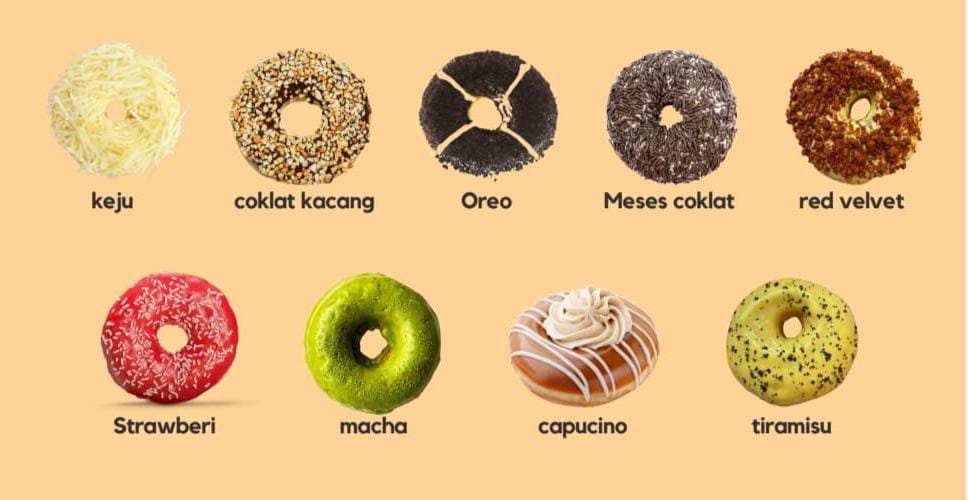 keju
coklat kacang
Oreo
Meses coklat
red velvet
Strawberi
macha
capucino
tiramisu